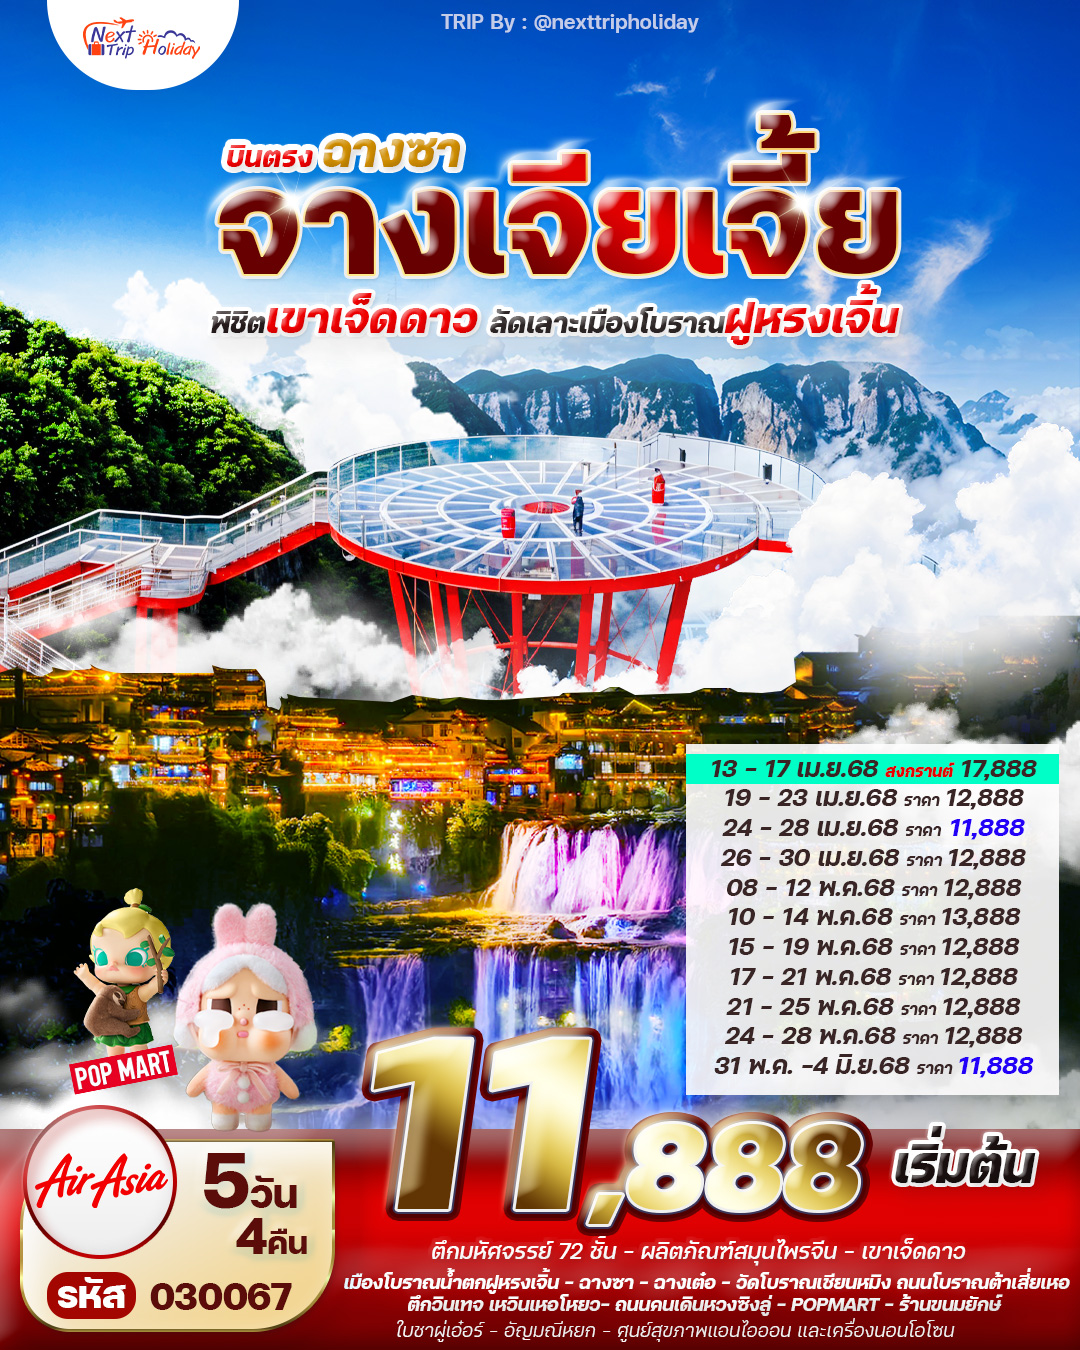 Next Trip Holiday
TRIP By : @nexttripholiday
บินตรง ฉางซา
จางเจียเจี้ย
พิชิตเขาเจ็ดดาว ลัดเลาะเมืองโบราณฝูหรงเจิ้น
13 - 17 เม.ย.68 สงกรานต์ 17,888
19 - 23 เม.ย.68 ราคา 12,888
24 - 28 เม.ย.68 ราคา 11,888
26 - 30 เม.ย.68 ราคา 12,888
08 - 12 พ.ค.68 ราคา 12,888
10 - 14 พ.ค.68 ราคา 13,888
15 - 19 พ.ค.68 ราคา 12,888
17 - 21 พ.ค.68 ราคา 12,888
21 - 25 พ.ค.68 ราคา 12,888
24 - 28 พ.ค.68 ราคา 12,888
31 พ.ค. -4 มิ.ย.68 ราคา 11,888
POP MART
11,888 เริ่มต้น
AirAsia
5วัน
4คืน
รหัส 030067
ตึกมหัศจรรย์ 72 ชั้น - ผลิตภัณฑ์สมุนไพรจีน - เขาเจ็ดดาว
เมืองโบราณน้ำตกฝูหรงเจิ้น - ฉางซา - ฉางเต๋อ - วัดโบราณเซียนหมิง ถนนโบราณต้าเสี่ยเหอ
ตึกวินเทจ เหวินเหอโหยว- ถนนคนเดินหวงซิงลู่ - POPMART - ร้านขนมยักษ์
ใบชาผู่เอ๋อร์ - อัญมณีหยก - ศูนย์สุขภาพแอนไอออน และเครื่องนอนโอโซน